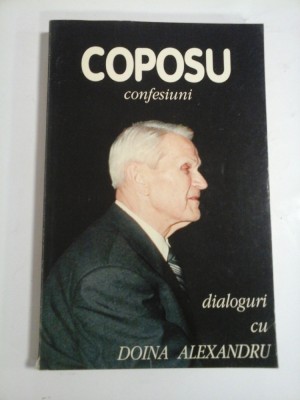 COPOSU
confesiuni
dialoguri
cu
DOINA ALEXANDRU